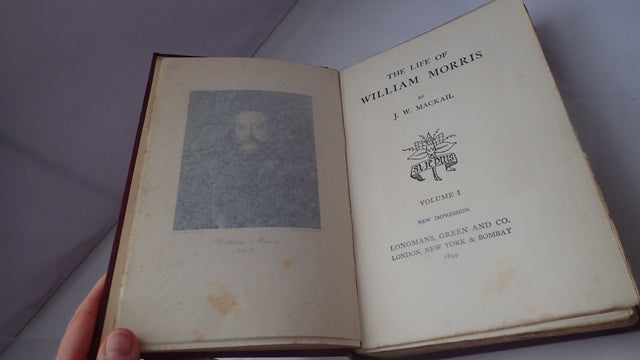 THE LIFE OF
WILLIAM MORRIS
BY
J. W. MACKAIL
VOLUME I
NEW IMPRESSION
LONGMANS, GREEN AND CO.
LONDON, NEW YORK & BOMBAY
1899